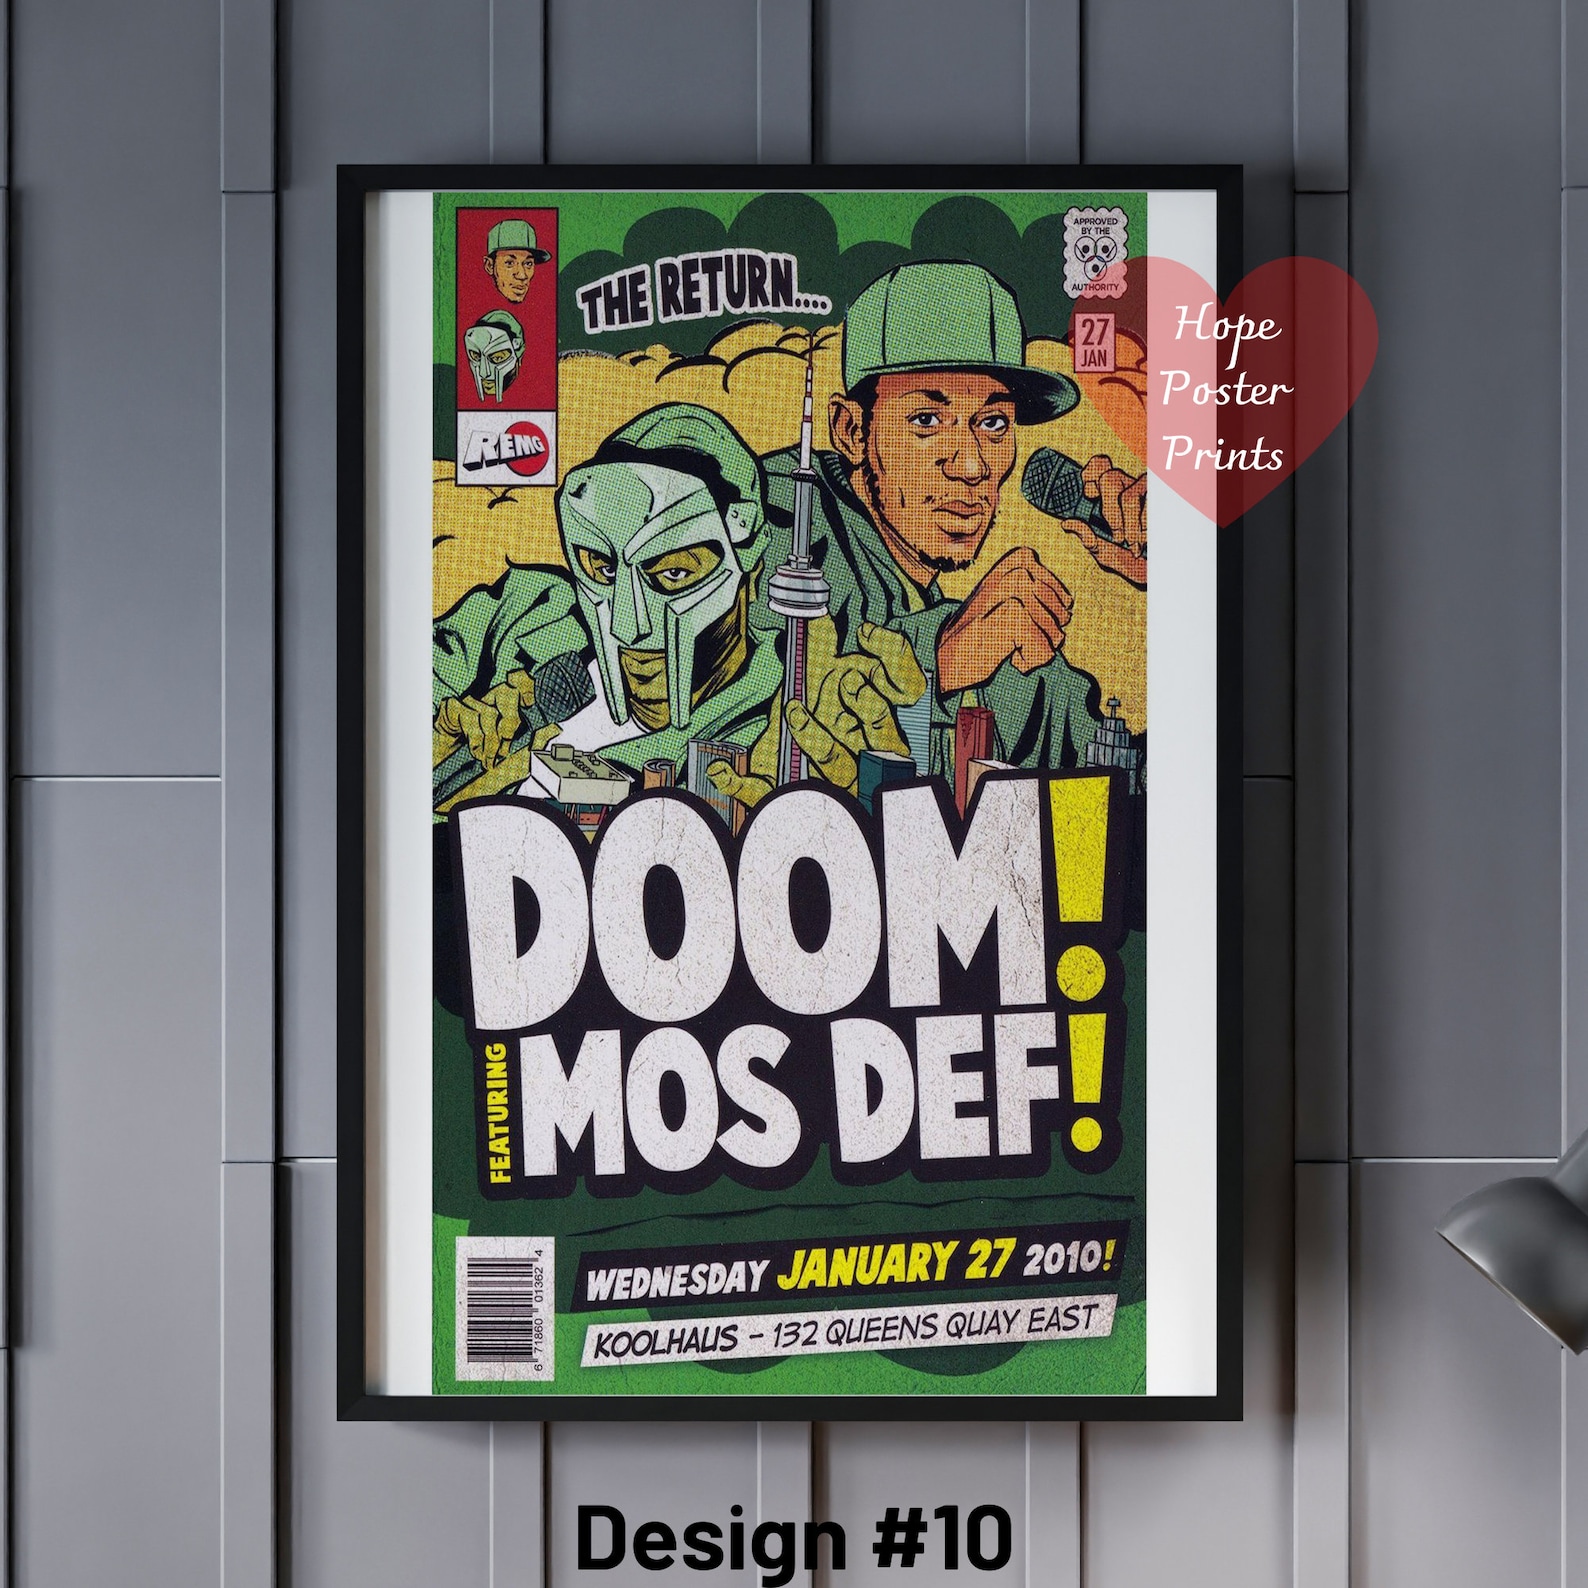 THE RETURN....
APPROVED
BY THE
AUTHORITY
27
JAN
REMG
Hope
Poster
Prints
DOOM!
FEATURING
MOS DEF!
WEDNESDAY JANUARY 27 2010!
KOOLHAUS - 132 QUEENS QUAY EAST
6 71860 01362 4
Design #10